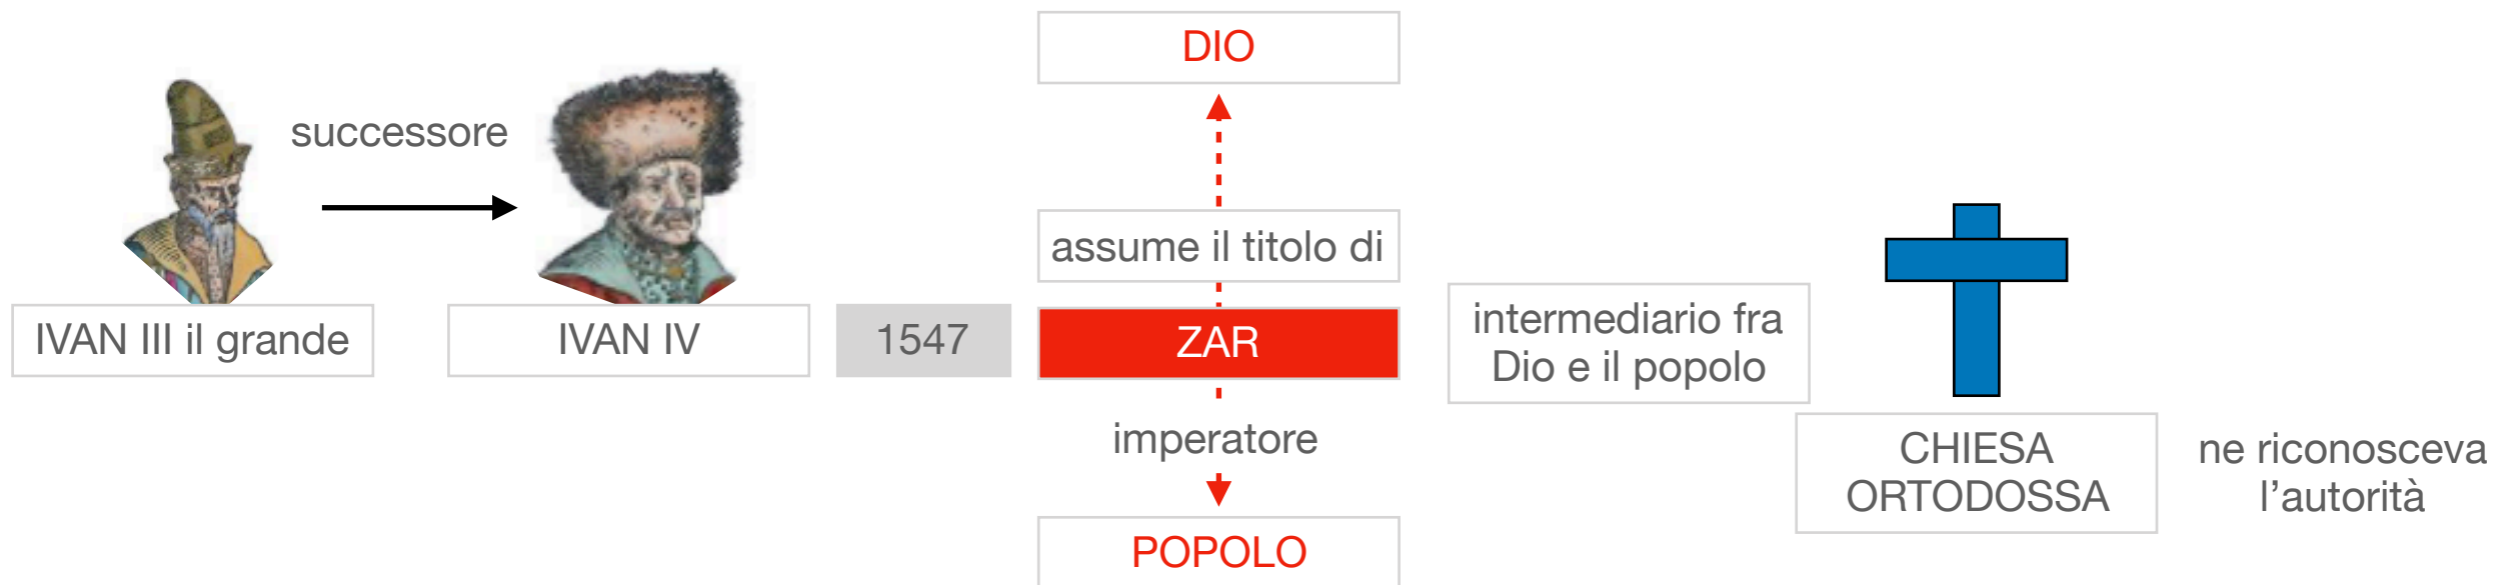 successore
IVAN III il grande
IVAN IV
1547
DIO
assume il titolo di
ZAR
imperatore
POPOLO
intermediario fra
Dio e il popolo
CHIESA
ORTODOSSA
ne riconosceva
l’autorità